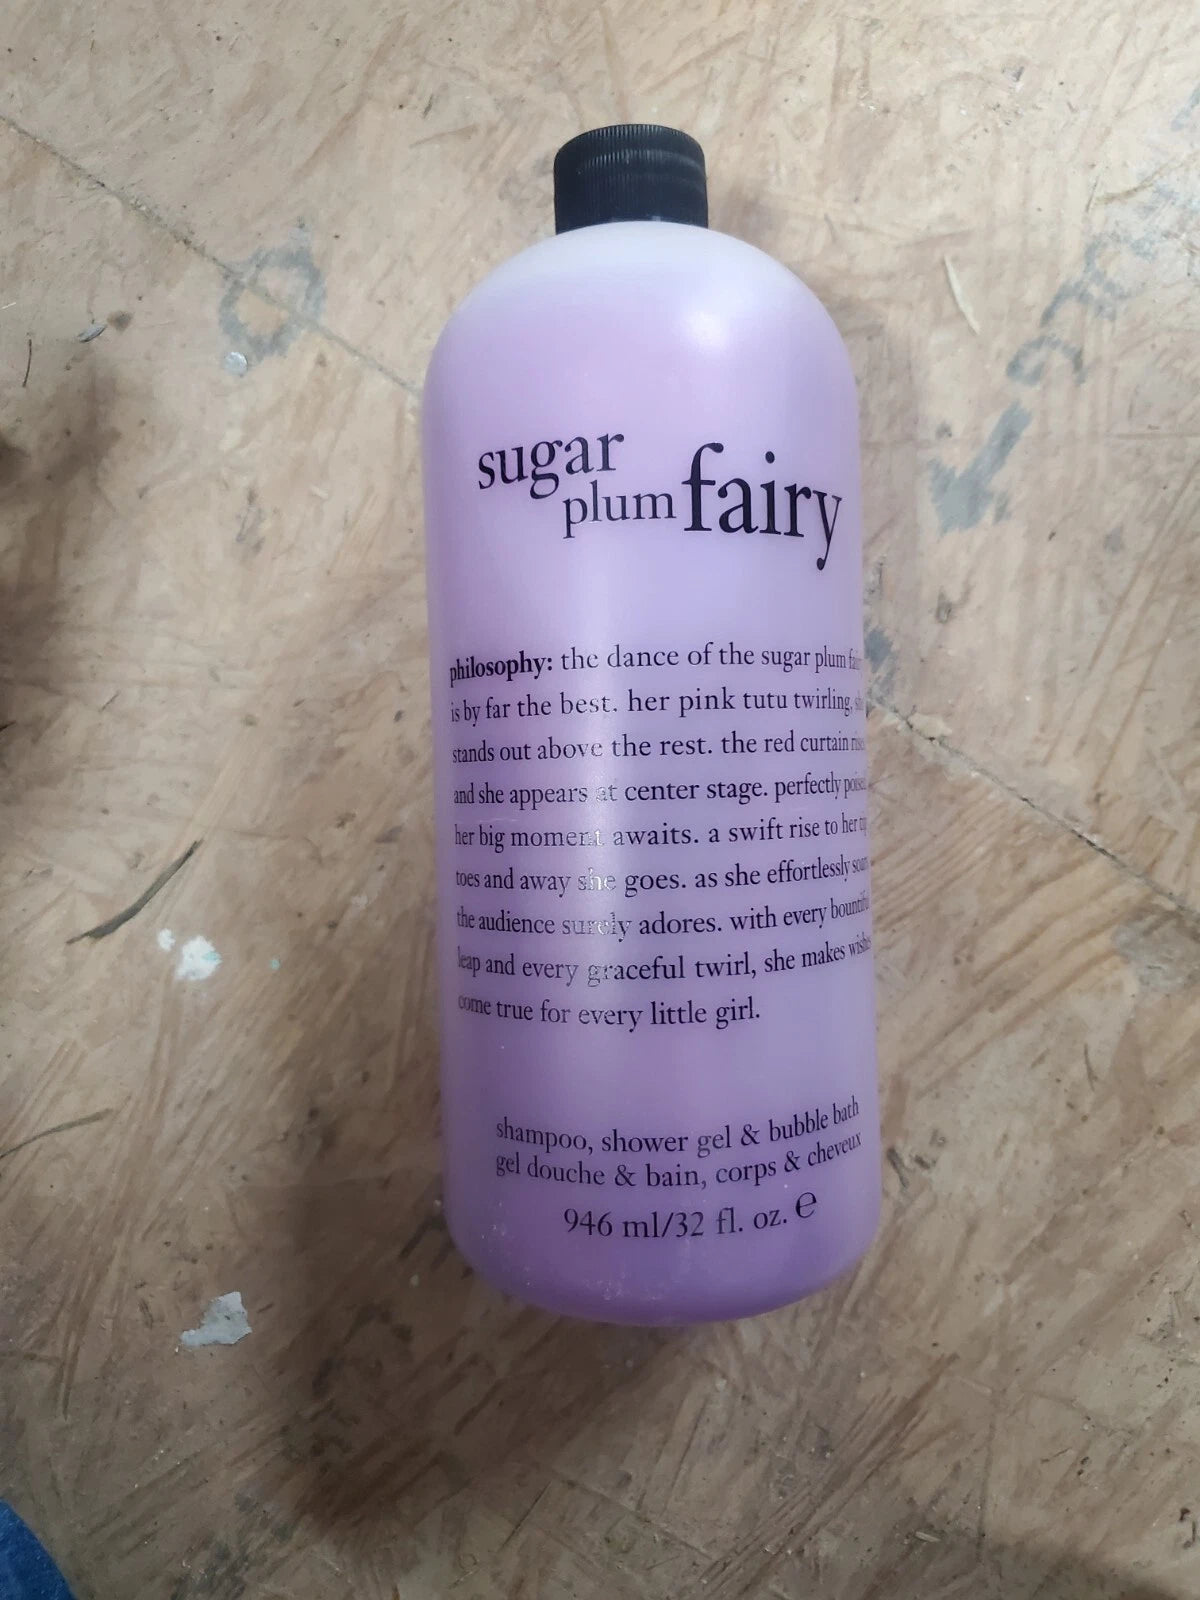 sugar
plum fairy
philosophy: the dance of the sugar plum
is by far the best. her pink tutu twirling,
stands out above the rest. the red curtain
and she appears at center stage. perfectly
her big moment awaits. a swift rise to her
toes and away she goes. as she effortlessly
the audience surely adores. with every bountiful
leap and every graceful twirl, she makes wishes
come true for every little girl.
shampoo, shower gel & bubble bath
gel douche & bain, corps & cheveux
946 ml/32 fl. oz. ℮